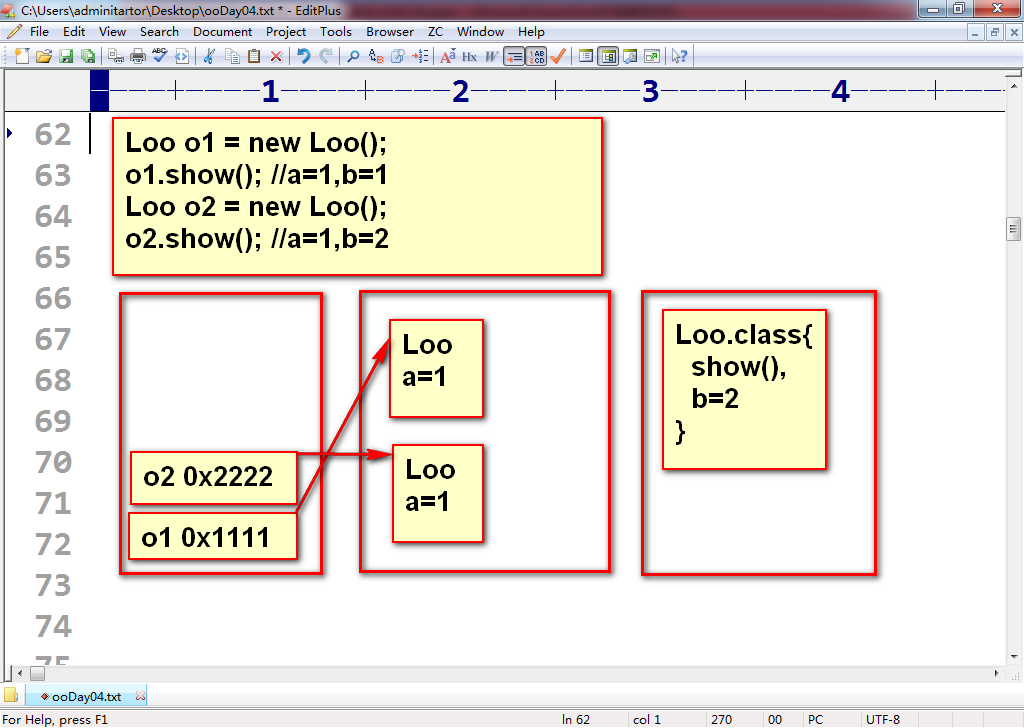 C:\Users\adminitartor\Desktop\ooDay04.txt * - EditPlus
File Edit View Search Document Project Tools Browser ZC Window Help
1 2 3 4
62
63
64
65
66
67
68
69
70
71
72
73
74
75
Loo o1 = new Loo();
o1.show(); //a=1,b=1
Loo o2 = new Loo();
o2.show(); //a=1,b=2
o2 0x2222
o1 0x1111
Loo
a=1
Loo
a=1
Loo.class{
show(),
b=2
}
ooDay04.txt
For Help, press F1 ln 62 col 1 270 00 PC UTF-8